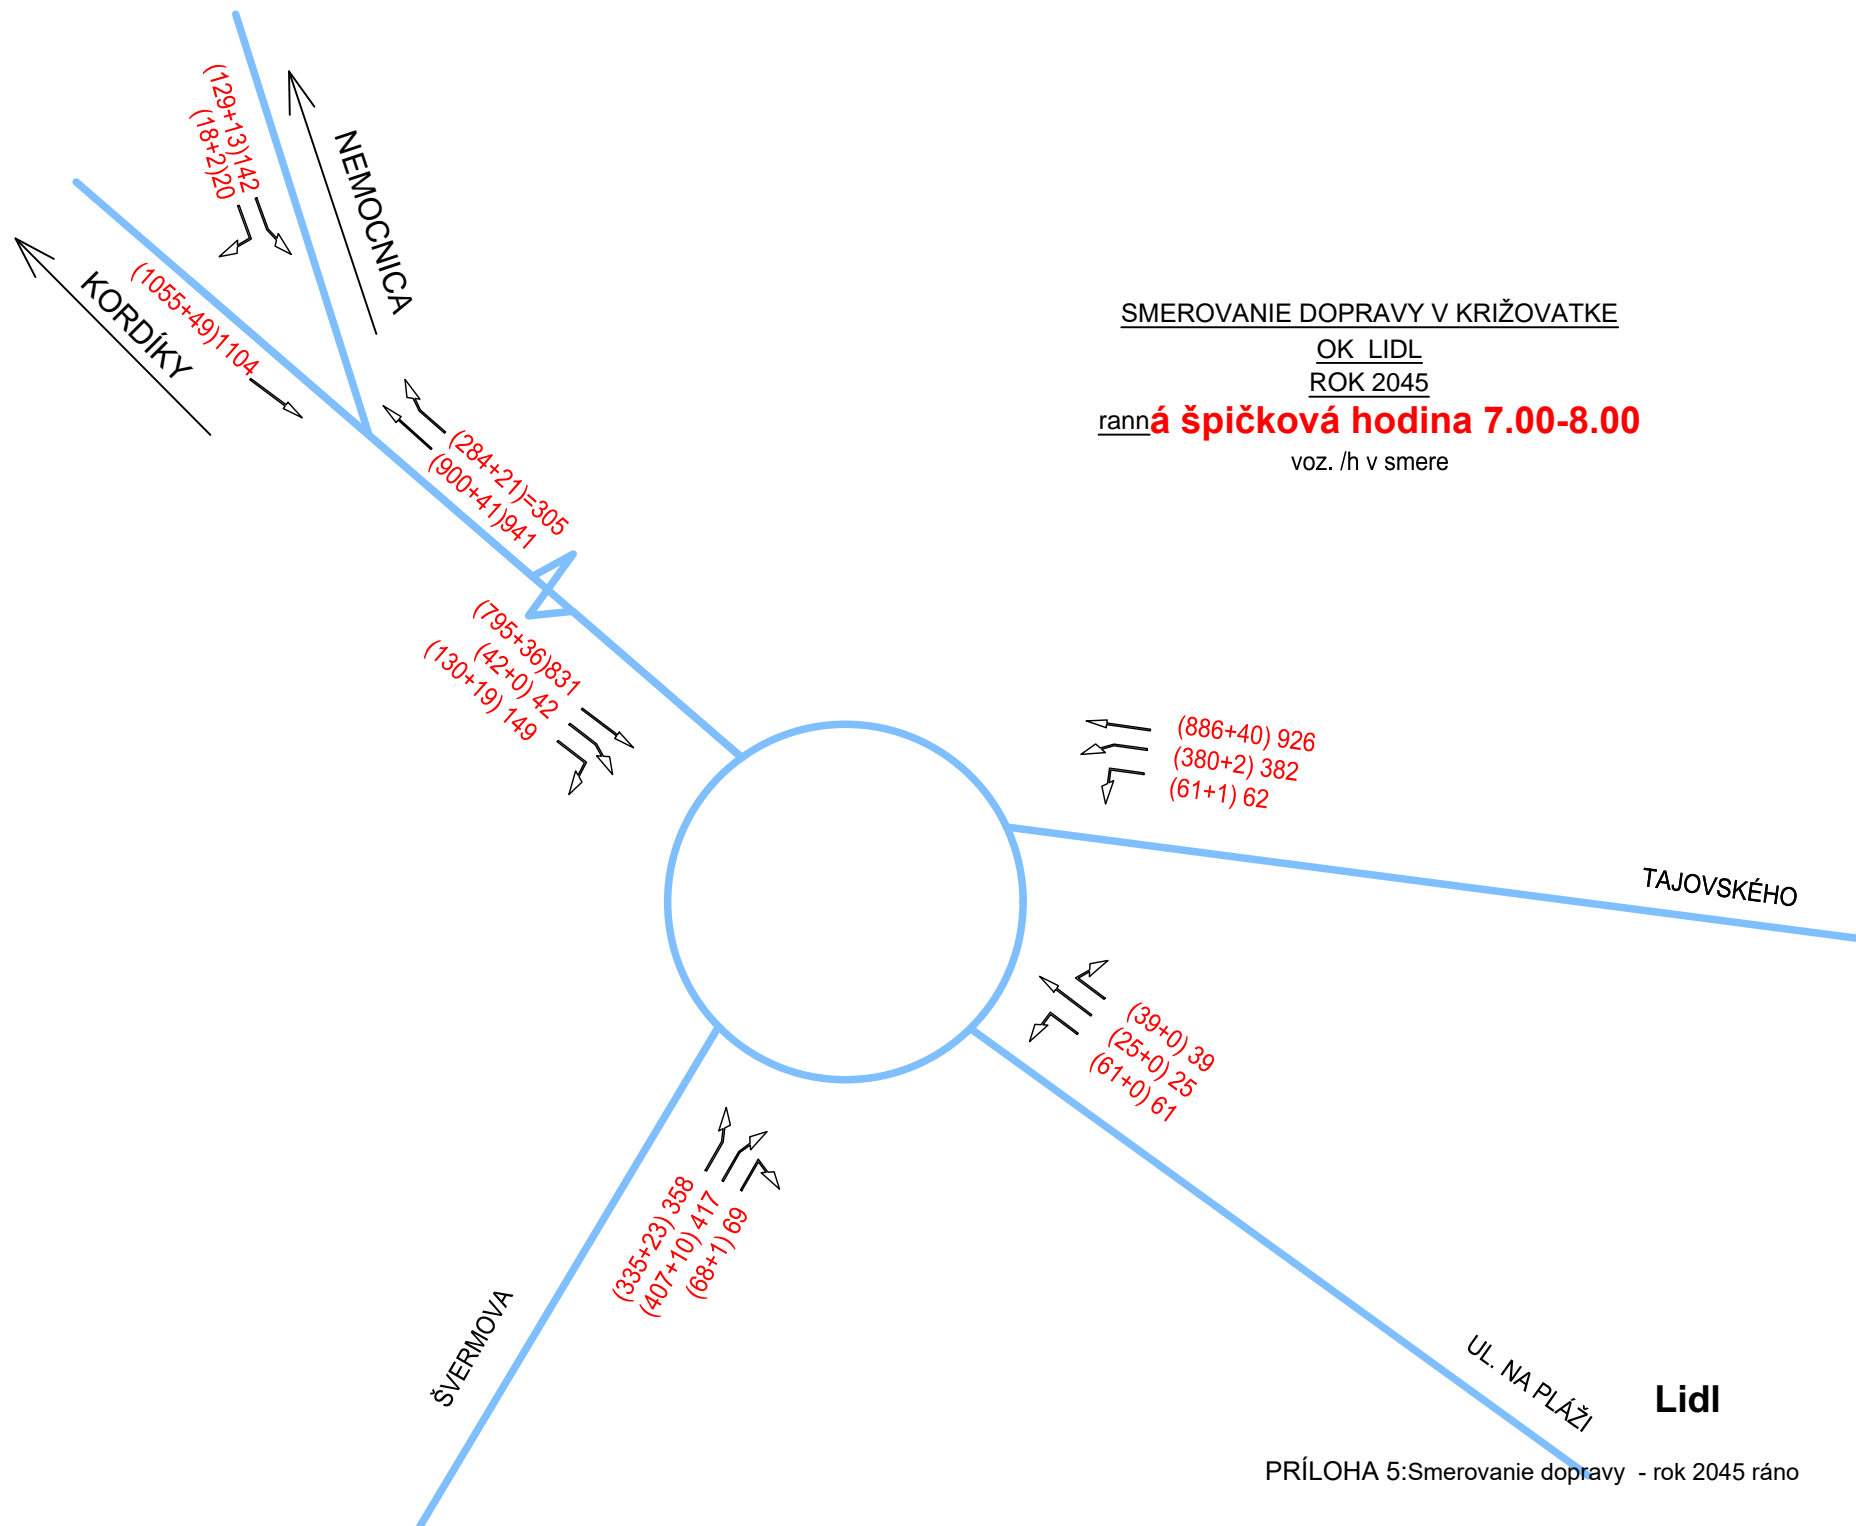 (129+13)142
(18+2)20
NEMOCNICA
KORDÍKY
(1055+49)1104
(284+21)=305
(900+41)941
SMEROVANIE DOPRAVY V KRIŽOVATKE
OK LIDL
ROK 2045
ranná špičková hodina 7.00-8.00
voz. /h v smere
(795+36)831
(42+0) 42
(130+19) 149
(886+40) 926
(380+2) 382
(61+1) 62
TAJOVSKÉHO
(39+0) 39
(25+0) 25
(61+0) 61
(335+23) 358
(407+10) 417
(68+1) 69
ŠVERMOVA
UL. NA PLÁŽI
Lidl
PRÍLOHA 5:Smerovanie dopravy - rok 2045 ráno